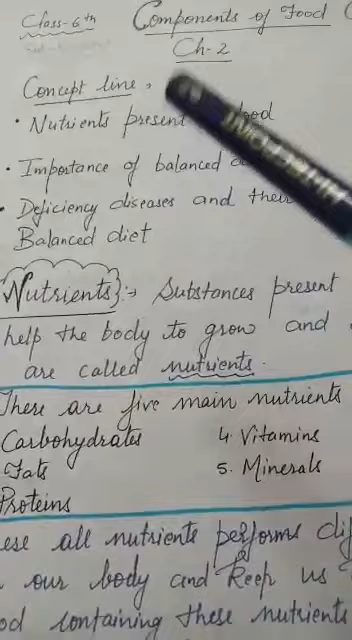 Class-6th
Components of Food
Ch-2
Concept line
• Nutrients present food
• Importance of balanced
• Deficiency diseases and their
Balanced diet
Nutrients :→ Substances present
help the body to grow and
are called nutrients.
There are five main nutrients
Carbohydrates 4. Vitamins
Fats 5. Minerals
Proteins
these all nutrients performs
our body and keep us
containing these nutrients